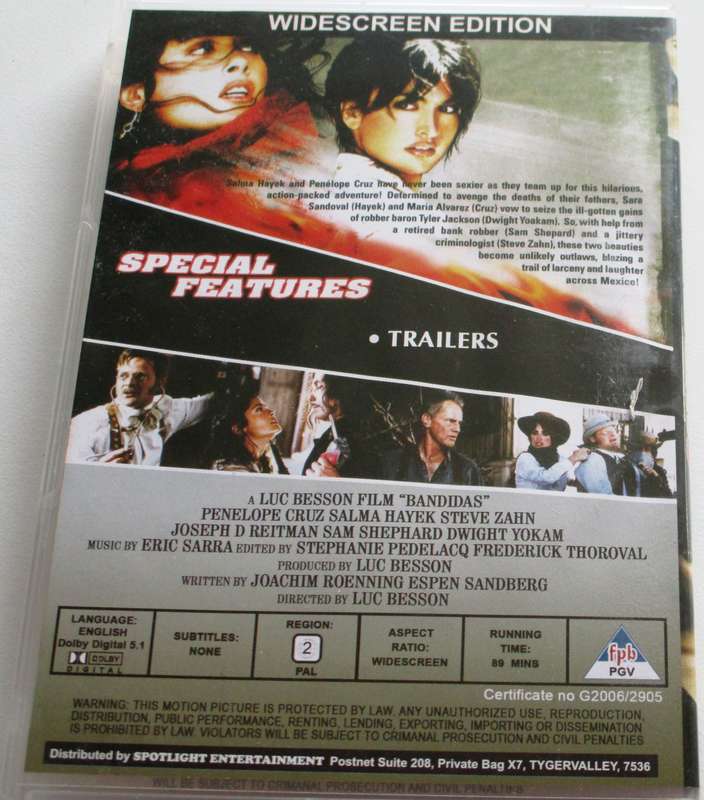 WIDESCREEN EDITION
Salma Hayek and Penélope Cruz have never been sexier as they team up for this hilarious,
action-packed adventure! Determined to avenge the deaths of their fathers, Sara
Sandoval (Hayek) and Maria Alvarez (Cruz) vow to seize the ill-gotten gains
of robber baron Tyler Jackson (Dwight Yoakam). So, with help from
a retired bank robber (Sam Shepard) and a jittery
criminologist (Steve Zahn), these two beauties
become unlikely outlaws, blazing a
trail of larceny and laughter
across Mexico!
SPECIAL
FEATURES
• TRAILERS
A LUC BESSON FILM “BANDIDAS”
PENELOPE CRUZ SALMA HAYEK STEVE ZAHN
JOSEPH D REITMAN SAM SHEPHARD DWIGHT YOKAM
MUSIC BY ERIC SARRA EDITED BY STEPHANIE PEDELACQ FREDERICK THOROVAL
PRODUCED BY LUC BESSON
WRITTEN BY JOACHIM ROENNING ESPEN SANDBERG
DIRECTED BY LUC BESSON
LANGUAGE:
ENGLISH
Dolby Digital 5.1
DOLBY
DIGITAL
SUBTITLES:
NONE
REGION:
2
PAL
ASPECT
RATIO:
WIDESCREEN
RUNNING
TIME:
89 MINS
fpb
PGV
Certificate no G2006/2905
WARNING: THIS MOTION PICTURE IS PROTECTED BY LAW. ANY UNAUTHORIZED USE, REPRODUCTION,
DISTRIBUTION, PUBLIC PERFORMANCE, RENTING, LENDING, EXPORTING, IMPORTING OR DISSEMINATION
IS PROHIBITED BY LAW. VIOLATORS WILL BE SUBJECT TO CRIMANAL PROSECUTION AND CIVIL PENALTIES
Distributed by SPOTLIGHT ENTERTAINMENT Postnet Suite 208, Private Bag X7, TYGERVALLEY, 7536
WILL BE SUBJECT TO CRIMANAL PROSECUTION AND CIVIL PENALTIES